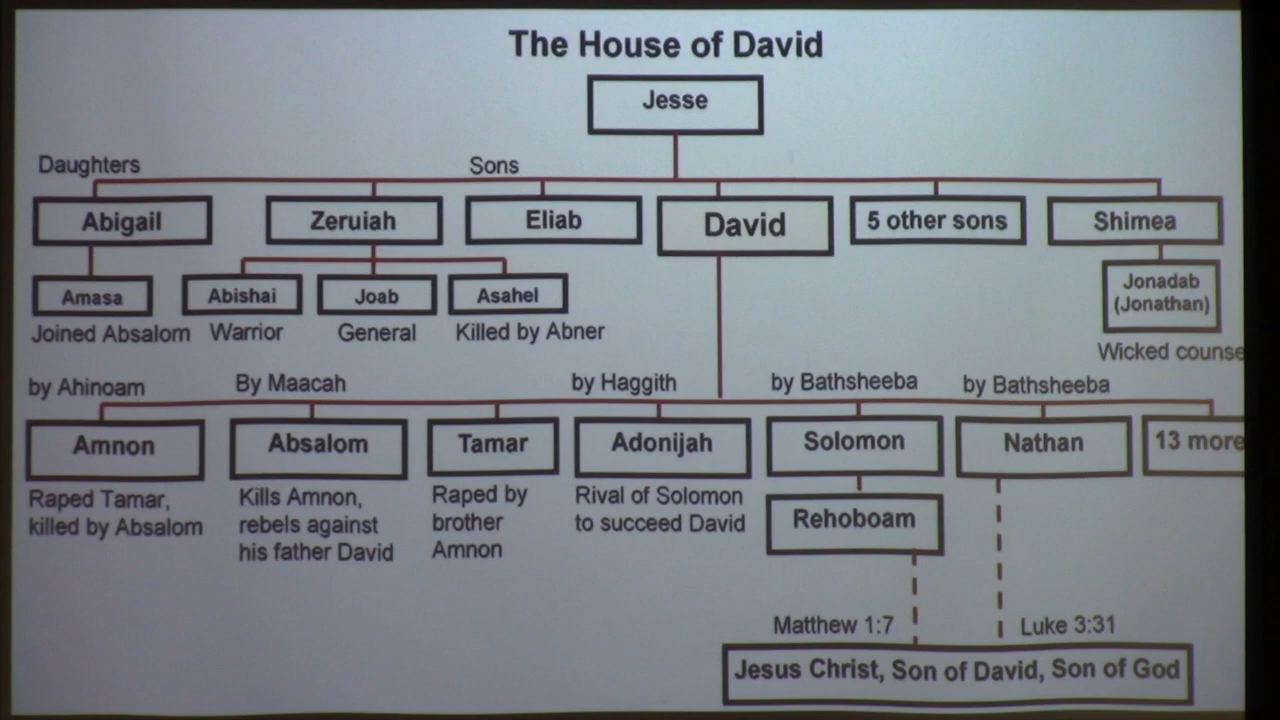 The House of David
Jesse
Daughters
Sons
Abigail
Zeruiah
Eliab
David
5 other sons
Shimea
Amasa
Abishai
Joab
Asahel
Jonadab
(Jonathan)
Joined Absalom
Warrior
General
Killed by Abner
Wicked counse
by Ahinoam
By Maacah
by Haggith
by Bathsheeba
by Bathsheeba
Amnon
Absalom
Tamar
Adonijah
Solomon
Nathan
13 more
Raped Tamar,
killed by Absalom
Kills Amnon,
rebels against
his father David
Raped by
brother
Amnon
Rival of Solomon
to succeed David
Rehoboam
Matthew 1:7
Luke 3:31
Jesus Christ, Son of David, Son of God